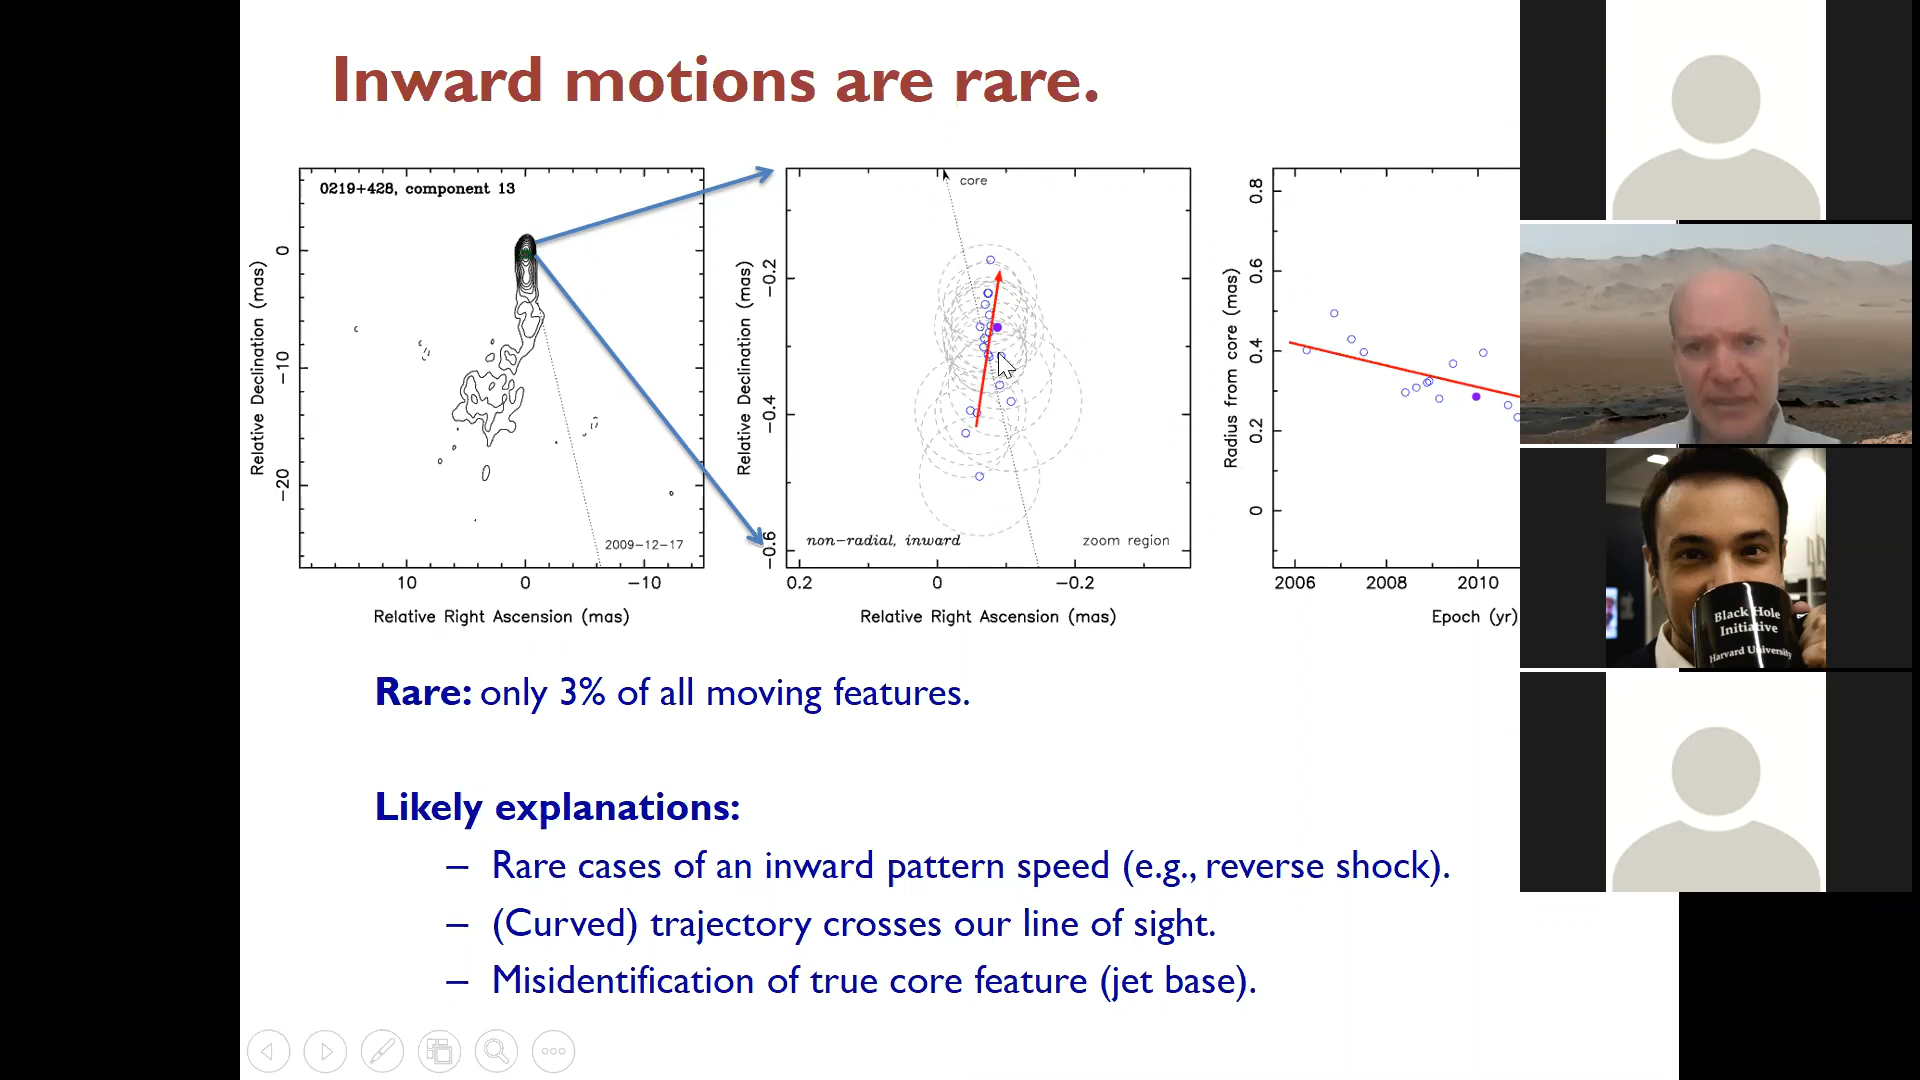 Inward motions are rare.
0219+428, component 13
Relative Declination (mas)
0
−10
−20
2009−12−17
10
0
−10
Relative Right Ascension (mas)
core
Relative Declination (mas)
−0.2
−0.4
−0.6
non−radial, inward
zoom region
0.2
0
−0.2
Relative Right Ascension (mas)
Radius from core (mas)
0.8
0.6
0.4
0.2
0
2006
2008
2010
Epoch (yr)
Rare: only 3% of all moving features.
Likely explanations:
– Rare cases of an inward pattern speed (e.g., reverse shock).
– (Curved) trajectory crosses our line of sight.
– Misidentification of true core feature (jet base).
Black Hole
Initiative
Harvard University